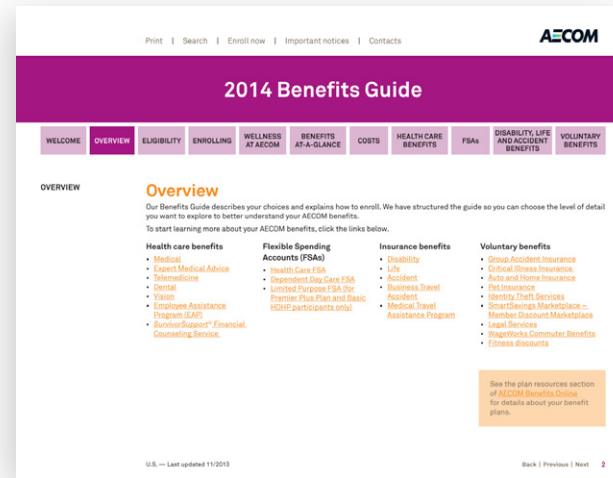 Print | Search | Enroll now | Important notices | Contacts
AECOM
2014 Benefits Guide
WELCOME
OVERVIEW
ELIGIBILITY
ENROLLING
WELLNESS
AT AECOM
BENEFITS
AT-A-GLANCE
COSTS
HEALTH CARE
BENEFITS
FSAs
DISABILITY, LIFE
AND ACCIDENT
BENEFITS
VOLUNTARY
BENEFITS
OVERVIEW
Overview
Our Benefits Guide describes your choices and explains how to enroll. We have structured the guide so you can choose the level of detail
you want to explore to better understand your AECOM benefits.
To start learning more about your AECOM benefits, click the links below.
Health care benefits
• Medical
• Expert Medical Advice
• Telemedicine
• Dental
• Vision
• Employee Assistance
Program (EAP)
• SurvivorSupport® Financial
Counseling Service
Flexible Spending
Accounts (FSAs)
• Health Care FSA
• Dependent Day Care FSA
• Limited Purpose FSA (for
Premier Plus Plan and Basic
HDHP participants only)
Insurance benefits
• Disability
• Life
• Accident
• Business Travel
Accident
• Medical Travel
Assistance Program
Voluntary benefits
• Group Accident Insurance
• Critical Illness Insurance
• Auto and Home Insurance
• Pet Insurance
• Identity Theft Services
• SmartSavings Marketplace –
Member Discount Marketplace
• Legal Services
• WageWorks Commuter Benefits
• Fitness discounts
See the plan resources section
of AECOM Benefits Online
for details about your benefit
plans.
U.S. — Last updated 11/2013
Back | Previous | Next 2